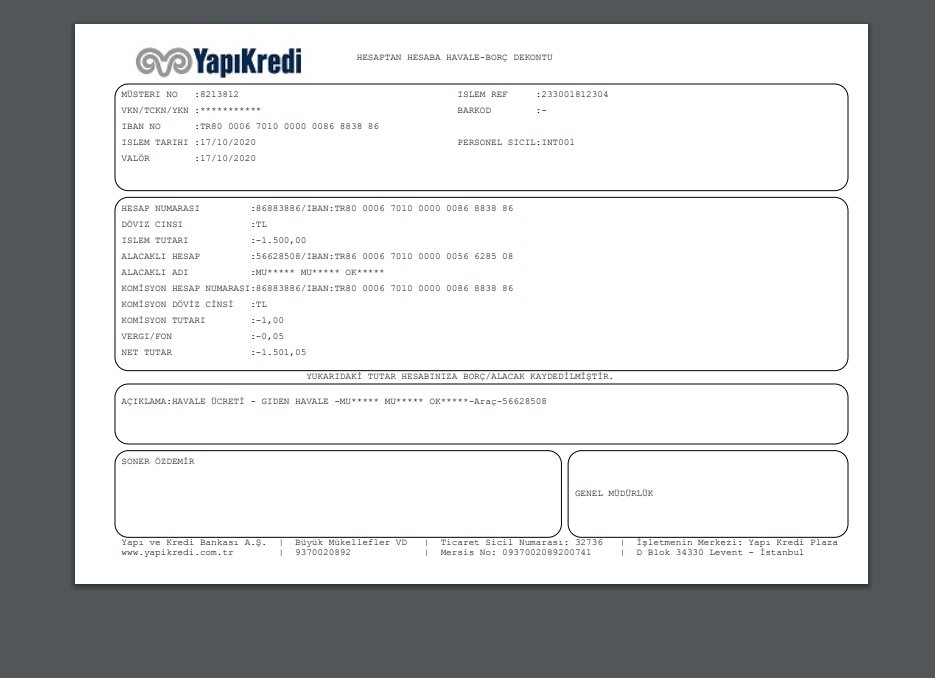 YapıKredi HESAPTAN HESABA HAVALE-BORÇ DEKONTU
MÜSTERI NO :8213812 ISLEM REF :233001812304
VKN/TCKN/YKN :*********** BARKOD :-
IBAN NO :TR80 0006 7010 0000 0086 8838 86
ISLEM TARIHI :17/10/2020 PERSONEL SICIL:INT001
VALÖR :17/10/2020
HESAP NUMARASI :86883886/IBAN:TR80 0006 7010 0000 0086 8838 86
DÖVIZ CINSI :TL
ISLEM TUTARI :-1.500,00
ALACAKLI HESAP :56628508/IBAN:TR86 0006 7010 0000 0056 6285 08
ALACAKLI ADI :MU***** MU***** OK*****
KOMİSYON HESAP NUMARASI:86883886/IBAN:TR80 0006 7010 0000 0086 8838 86
KOMİSYON DÖVİZ CİNSİ :TL
KOMİSYON TUTARI :-1,00
VERGI/FON :-0,05
NET TUTAR :-1.501,05
YUKARIDAKİ TUTAR HESABINIZA BORÇ/ALACAK KAYDEDİLMİŞTİR.
AÇIKLAMA:HAVALE ÜCRETİ - GIDEN HAVALE -MU***** MU***** OK*****-Araç-56628508
SONER ÖZDEMİR
GENEL MÜDÜRLÜK
Yapı ve Kredi Bankası A.Ş. | Büyük Mükellefler VD | Ticaret Sicil Numarası: 32736 | İşletmenin Merkezi: Yapı Kredi Plaza
www.yapikredi.com.tr | 9370020892 | Mersis No: 0937002089200741 | D Blok 34330 Levent - İstanbul